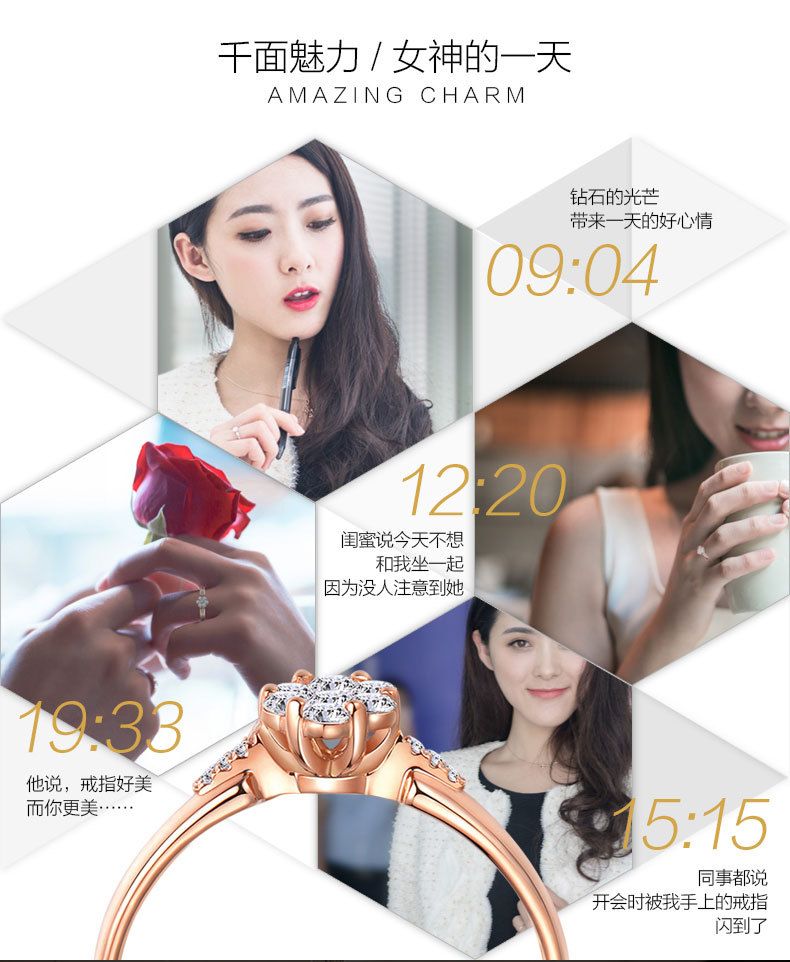 千面魅力 / 女神的一天
AMAZING CHARM
钻石的光芒
带来一天的好心情
09:04
12:20
闺蜜说今天不想
和我坐一起
因为没人注意到她
15:15
同事都说
开会时被我手上的戒指
闪到了
19:33
他说，戒指好美
而你更美……